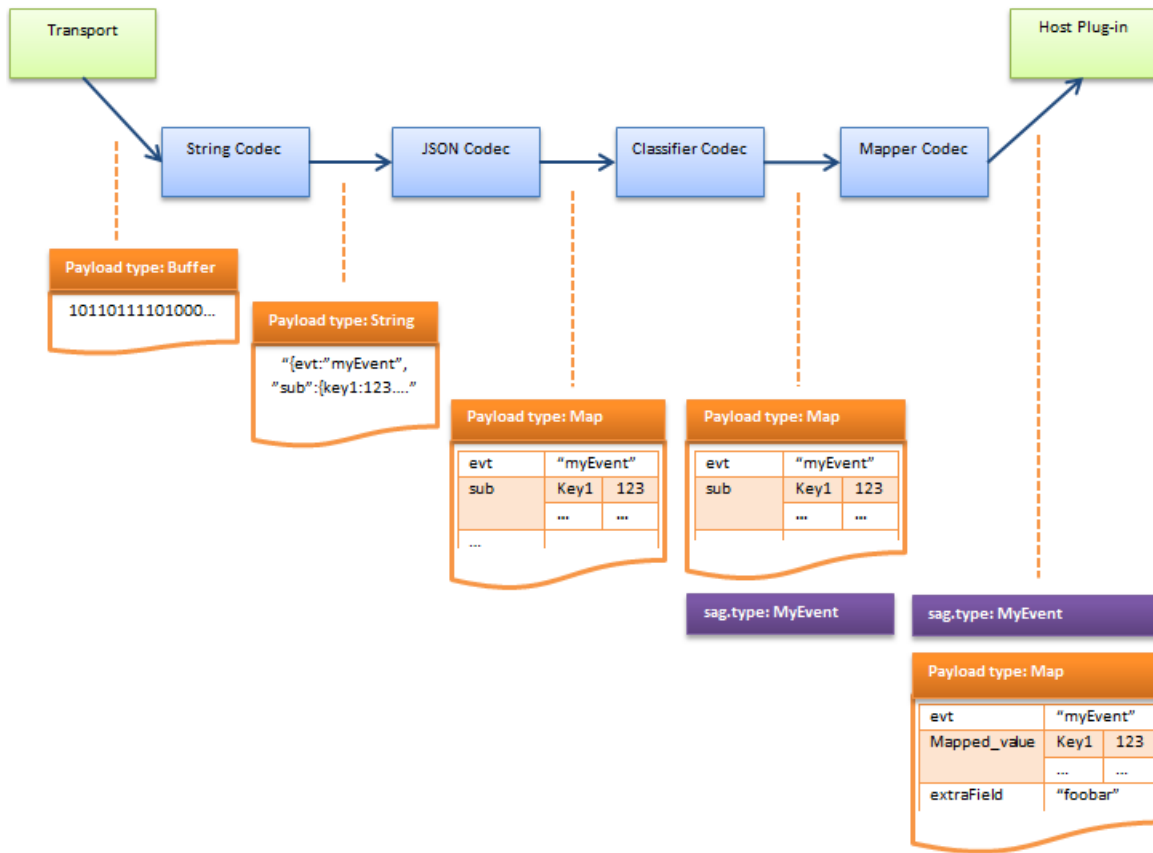 Transport
Host Plug-in
String Codec
JSON Codec
Classifier Codec
Mapper Codec
Payload type: Buffer
10110111101000...
Payload type: String
“{evt:”myEvent”,
”sub”:{key1:123....”
Payload type: Map
evt “myEvent”
sub Key1 123
... ...
...
Payload type: Map
evt “myEvent”
sub Key1 123
... ...
sag.type: MyEvent
sag.type: MyEvent
Payload type: Map
evt “myEvent”
Mapped_value Key1 123
... ...
extraField “foobar”